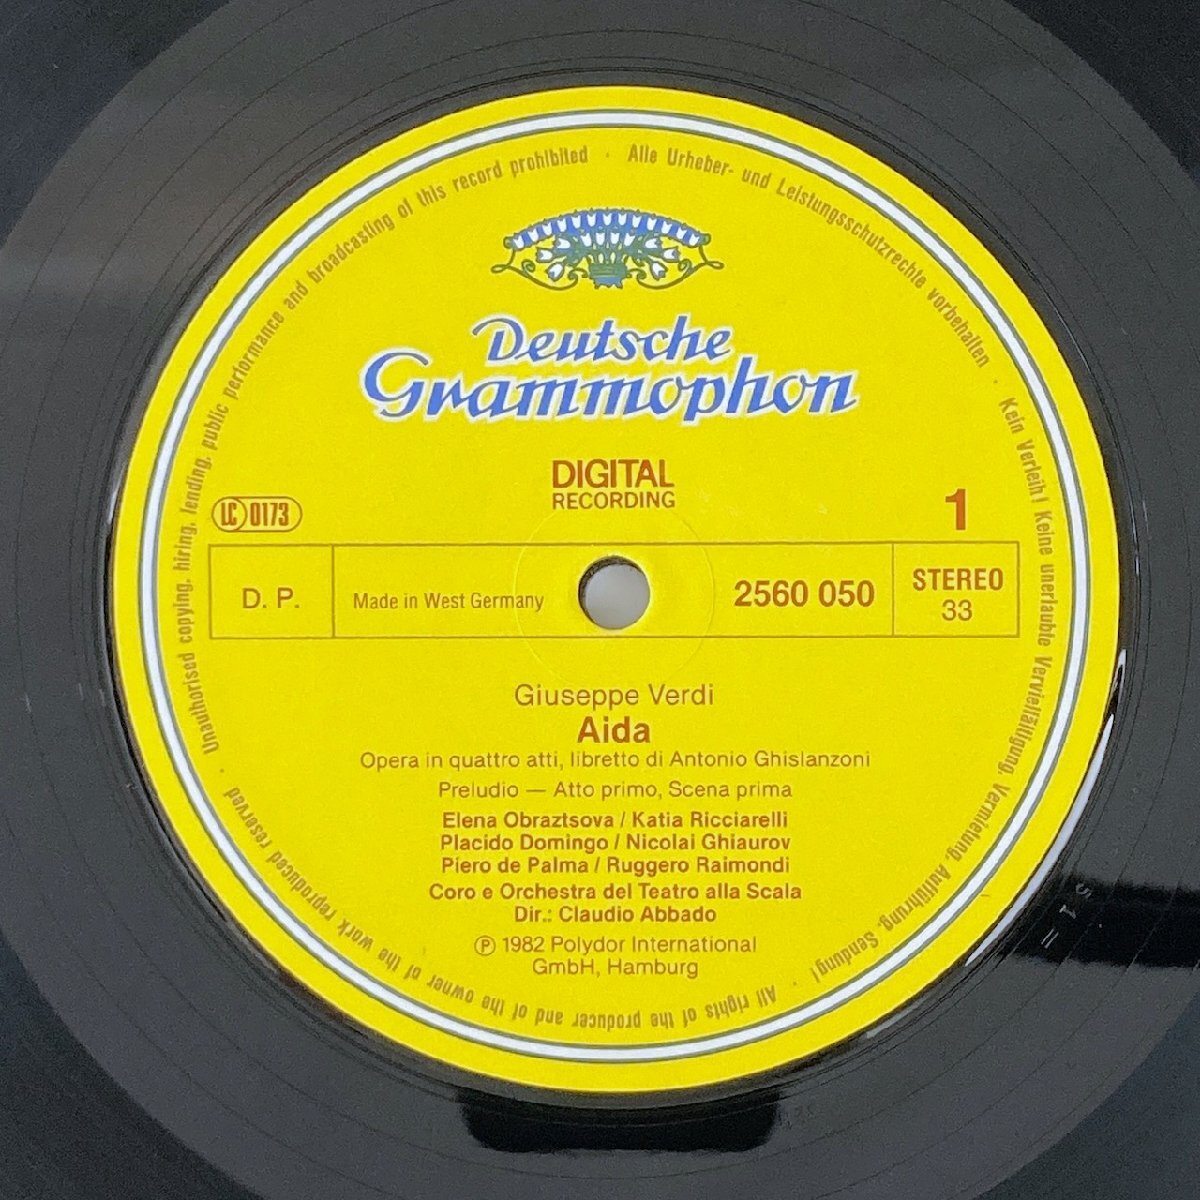 Unauthorised copying, hiring, lending, public performance and broadcasting of this record prohibited · Alle Urheber- und Leistungsschutzrechte vorbehalten · Kein Verleih! Keine unerlaubte Vervielfältigung, Vermietung, Aufführung, Sendung! · All rights of the producer and of the owner of the work reproduced reserved
Deutsche
Grammophon
DIGITAL
RECORDING
LC 0173
1
D. P.
Made in West Germany
2560 050
STEREO
33
Giuseppe Verdi
Aida
Opera in quattro atti, libretto di Antonio Ghislanzoni
Preludio — Atto primo, Scena prima
Elena Obraztsova / Katia Ricciarelli
Placido Domingo / Nicolai Ghiaurov
Piero de Palma / Ruggero Raimondi
Coro e Orchestra del Teatro alla Scala
Dir.: Claudio Abbado
℗ 1982 Polydor International
GmbH, Hamburg